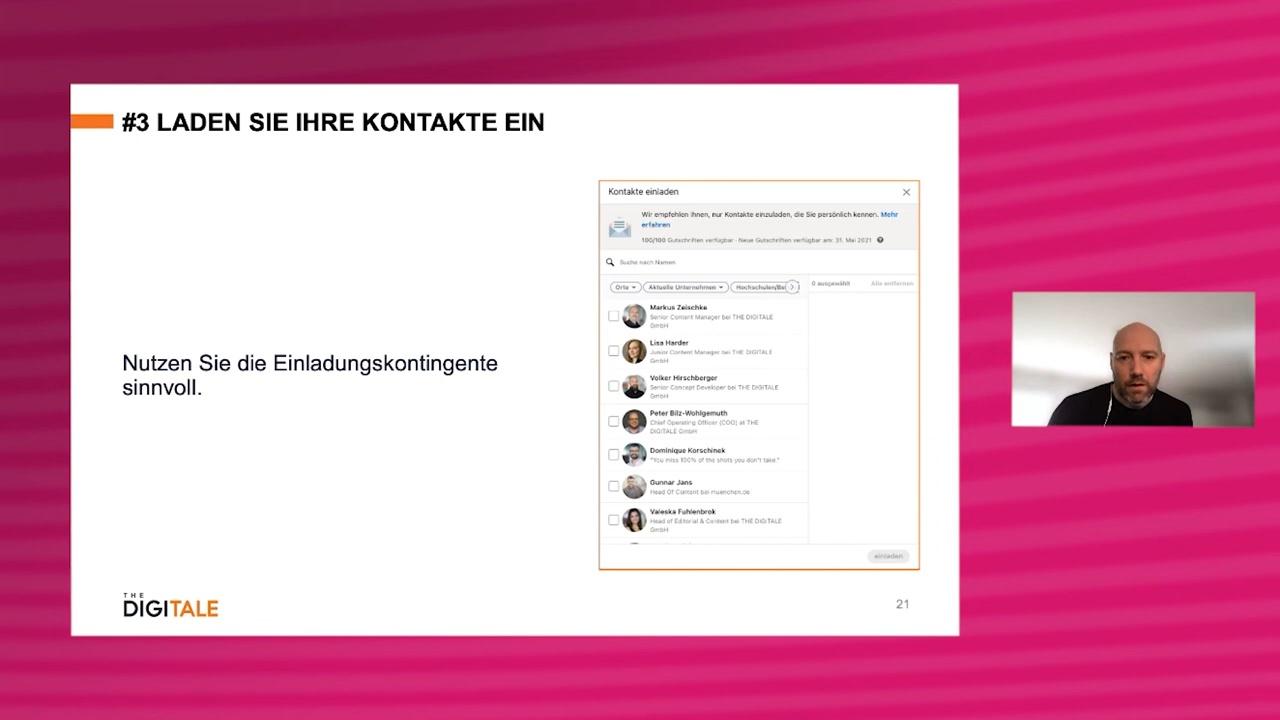 #3 LADEN SIE IHRE KONTAKTE EIN
Nutzen Sie die Einladungskontingente
sinnvoll.
Kontakte einladen
Wir empfehlen Ihnen, nur Kontakte einzuladen, die Sie persönlich kennen. Mehr
erfahren
100/100 Gutschriften verfügbar · Neue Gutschriften verfügbar am: 31. Mai 2021
Suche nach Namen
Orte Aktuelle Unternehmen Hochschulen/Be
0 ausgewählt Alle entfernen
Markus Zeischke
Senior Content Manager bei THE DIGITALE
GmbH
Lisa Harder
Junior Content Manager bei THE DIGITALE
GmbH
Volker Hirschberger
Senior Concept Developer bei THE DIGITALE
GmbH
Peter Bilz-Wohlgemuth
Chief Operating Officer (COO) at THE
DIGITALE GmbH
Dominique Korschinek
"You miss 100% of the shots you don't take."
Gunnar Jans
Head Of Content bei muenchen.de
Valeska Fuhlenbrok
Head of Editorial & Content bei THE DIGITALE
GmbH
einladen
THE
DIGITALE
21